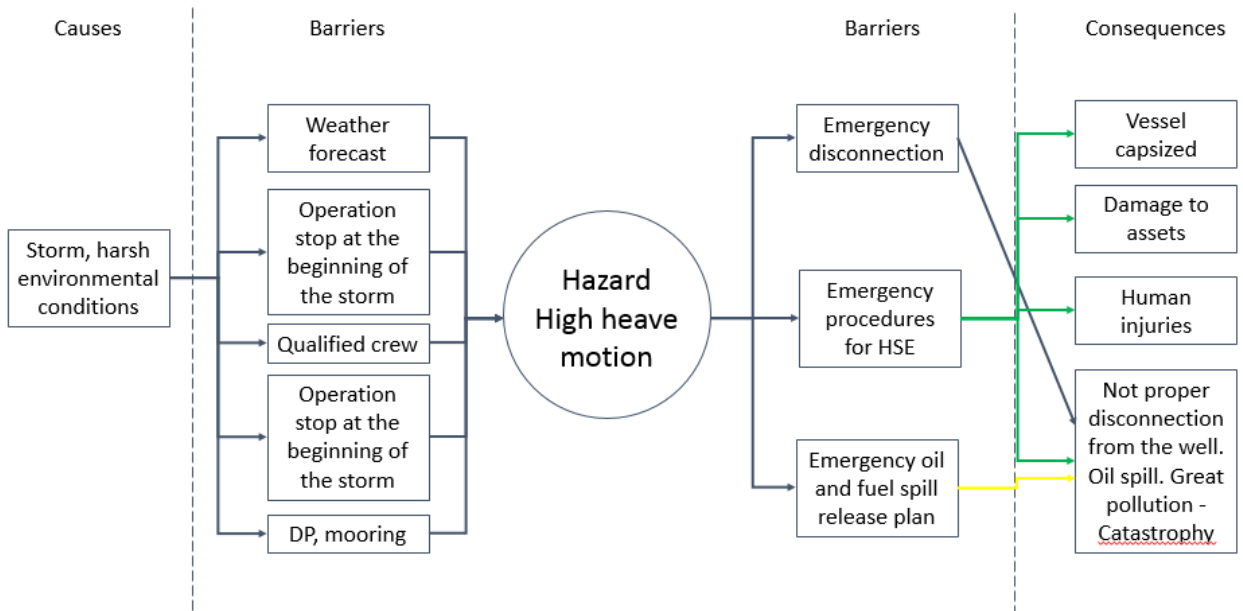 Causes
Barriers
Barriers
Consequences
Storm, harsh
environmental
conditions
Weather
forecast
Operation
stop at the
beginning of
the storm
Qualified crew
Operation
stop at the
beginning of
the storm
DP, mooring
Hazard
High heave
motion
Emergency
disconnection
Emergency
procedures
for HSE
Emergency oil
and fuel spill
release plan
Vessel
capsized
Damage to
assets
Human
injuries
Not proper
disconnection
from the well.
Oil spill. Great
pollution -
Catastrophy